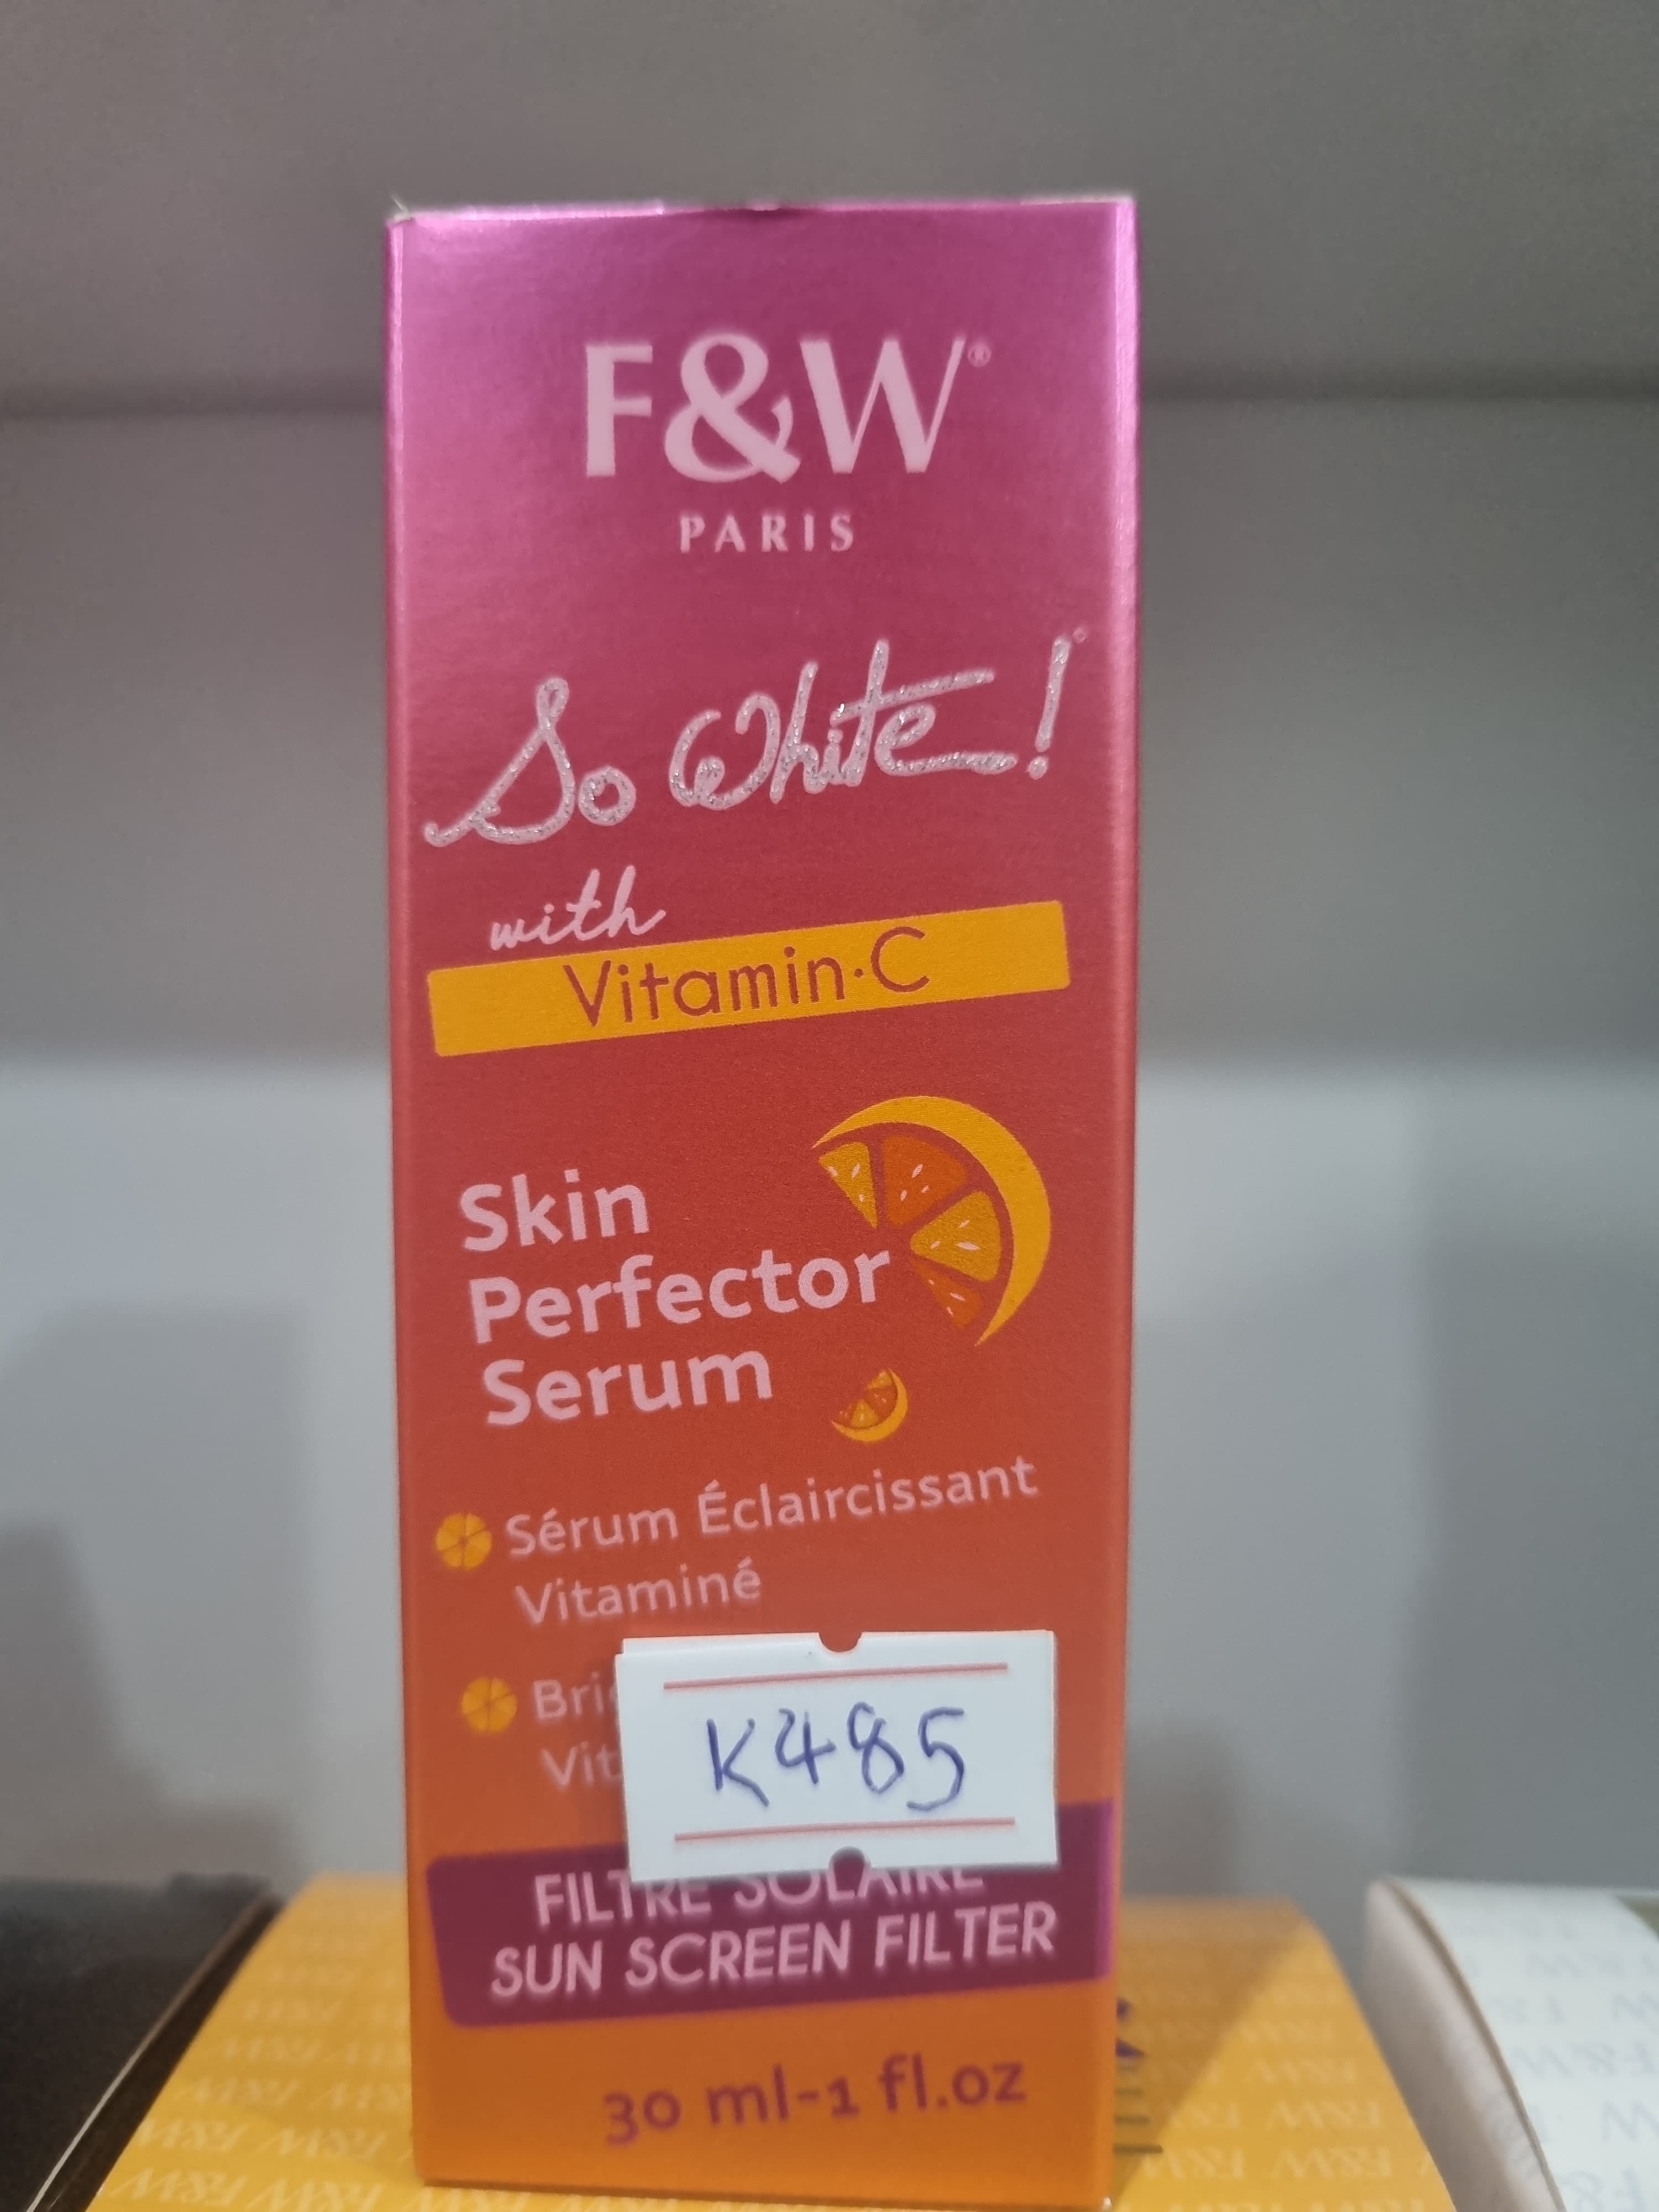 F&W®
PARIS
So White!
with
Vitamin·C
Skin
Perfector
Serum
Sérum Éclaircissant
Vitaminé
K485
FILTRE SOLAIRE
SUN SCREEN FILTER
30 ml-1 fl.oz